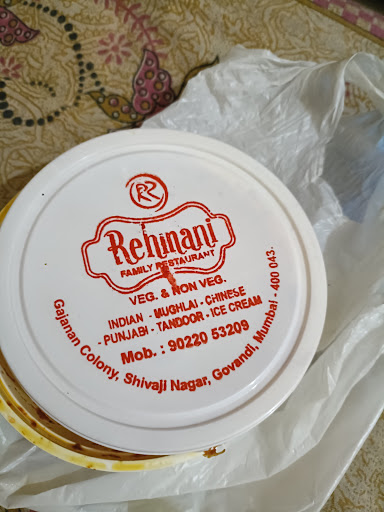 RR
Rehmani
FAMILY RESTAURANT
VEG. & NON VEG.
INDIAN - MUGHLAI - CHINESE
- PUNJABI - TANDOOR - ICE CREAM
Mob. : 90220 53209
Gajanan Colony, Shivaji Nagar, Govandi, Mumbai - 400 043.